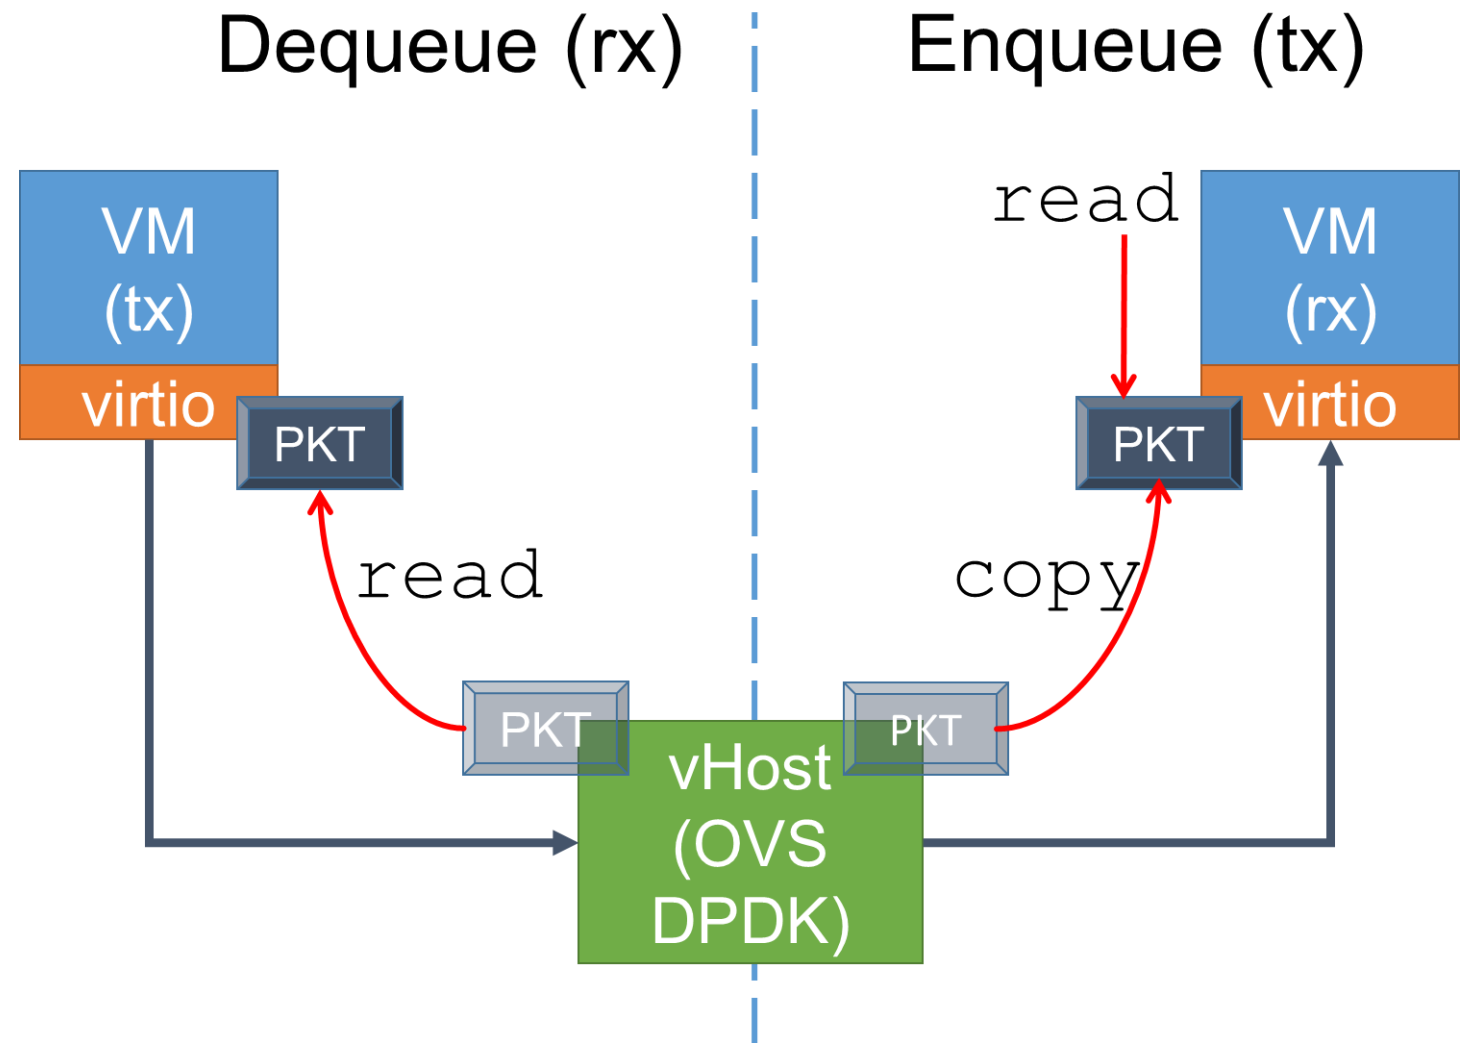 Dequeue (rx)
Enqueue (tx)
VM
(tx)
virtio
PKT
read
PKT
read
VM
(rx)
virtio
PKT
copy
PKT
vHost
(OVS
DPDK)